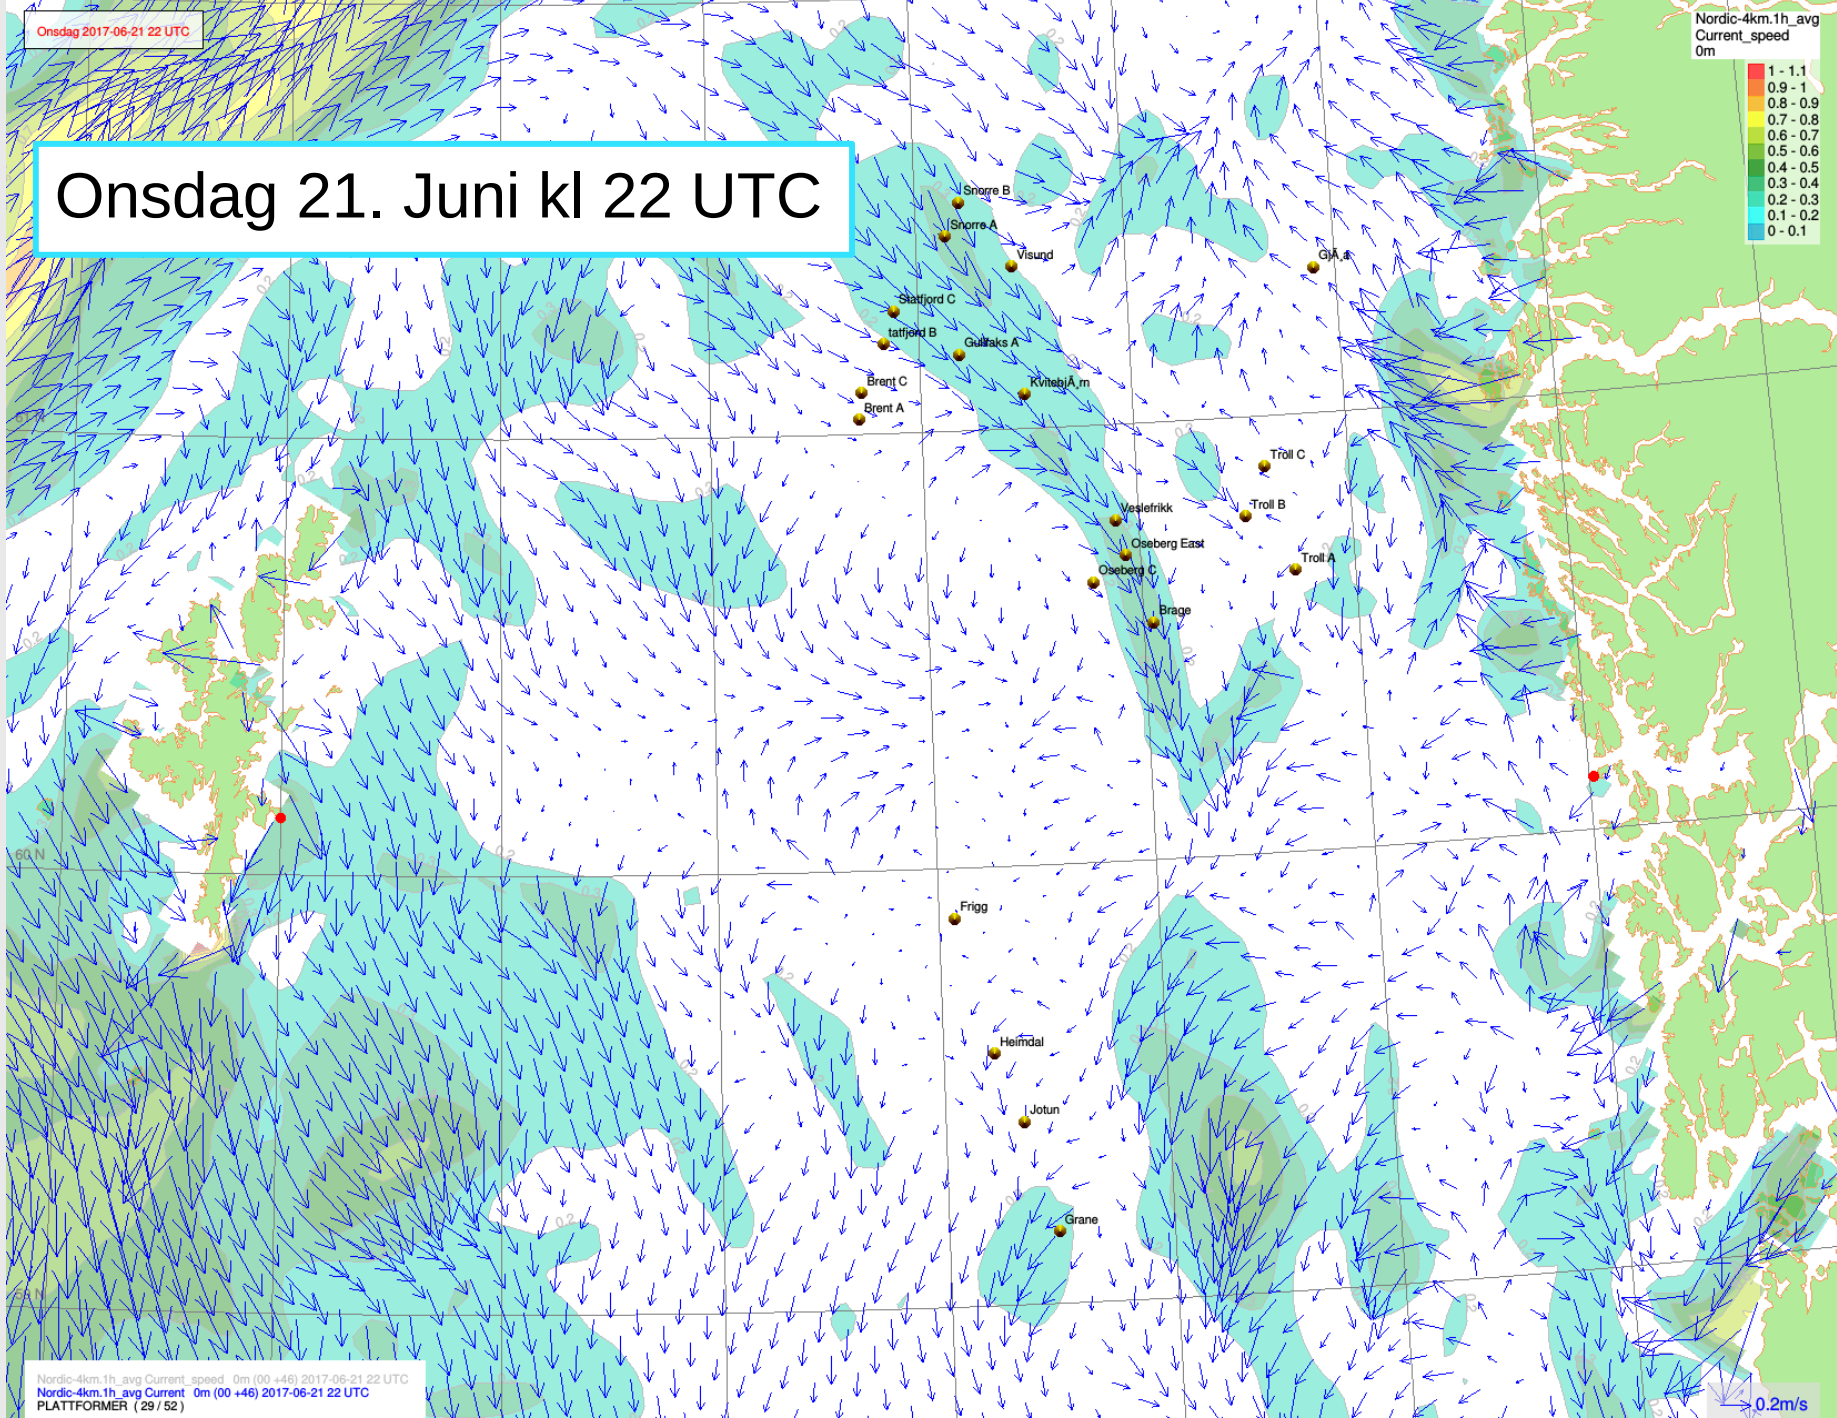 Onsdag 2017-06-21 22 UTC
Nordic-4km.1h_avg
Current_speed
0m
1 - 1.1
0.9 - 1
0.8 - 0.9
0.7 - 0.8
0.6 - 0.7
0.5 - 0.6
0.4 - 0.5
0.3 - 0.4
0.2 - 0.3
0.1 - 0.2
0 - 0.1
Onsdag 21. Juni kl 22 UTC
Snorre B
Snorre A
Visund
GjÃ¸a
Statfjord C
tatfjord B
Gullfaks A
Brent C
KvitebjÃ¸rn
Brent A
Troll C
Troll B
Veslefrikk
Oseberg East
Troll A
Oseberg C
Brage
60 N
Frigg
Heimdal
Jotun
Grane
59 N
Nordic-4km.1h_avg Current_speed 0m (00 +46) 2017-06-21 22 UTC
Nordic-4km.1h_avg Current 0m (00 +46) 2017-06-21 22 UTC
PLATTFORMER ( 29 / 52 )
0.2m/s